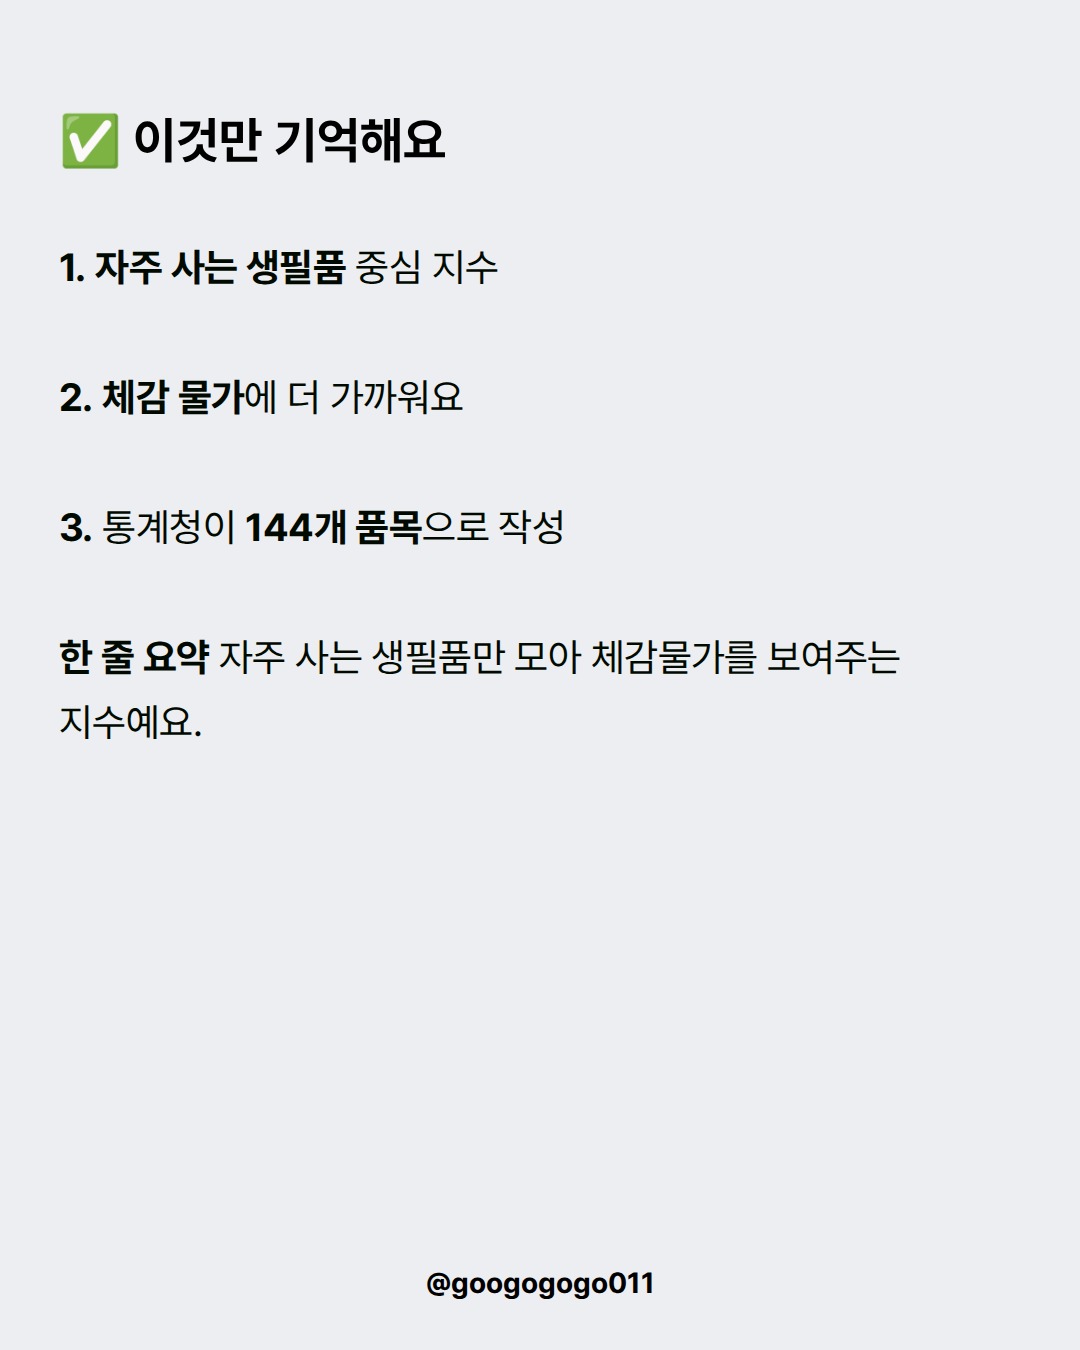 ✅ 이것만 기억해요
1. 자주 사는 생필품 중심 지수
2. 체감 물가에 더 가까워요
3. 통계청이 144개 품목으로 작성
한 줄 요약 자주 사는 생필품만 모아 체감물가를 보여주는
지수예요.
@googogogo011